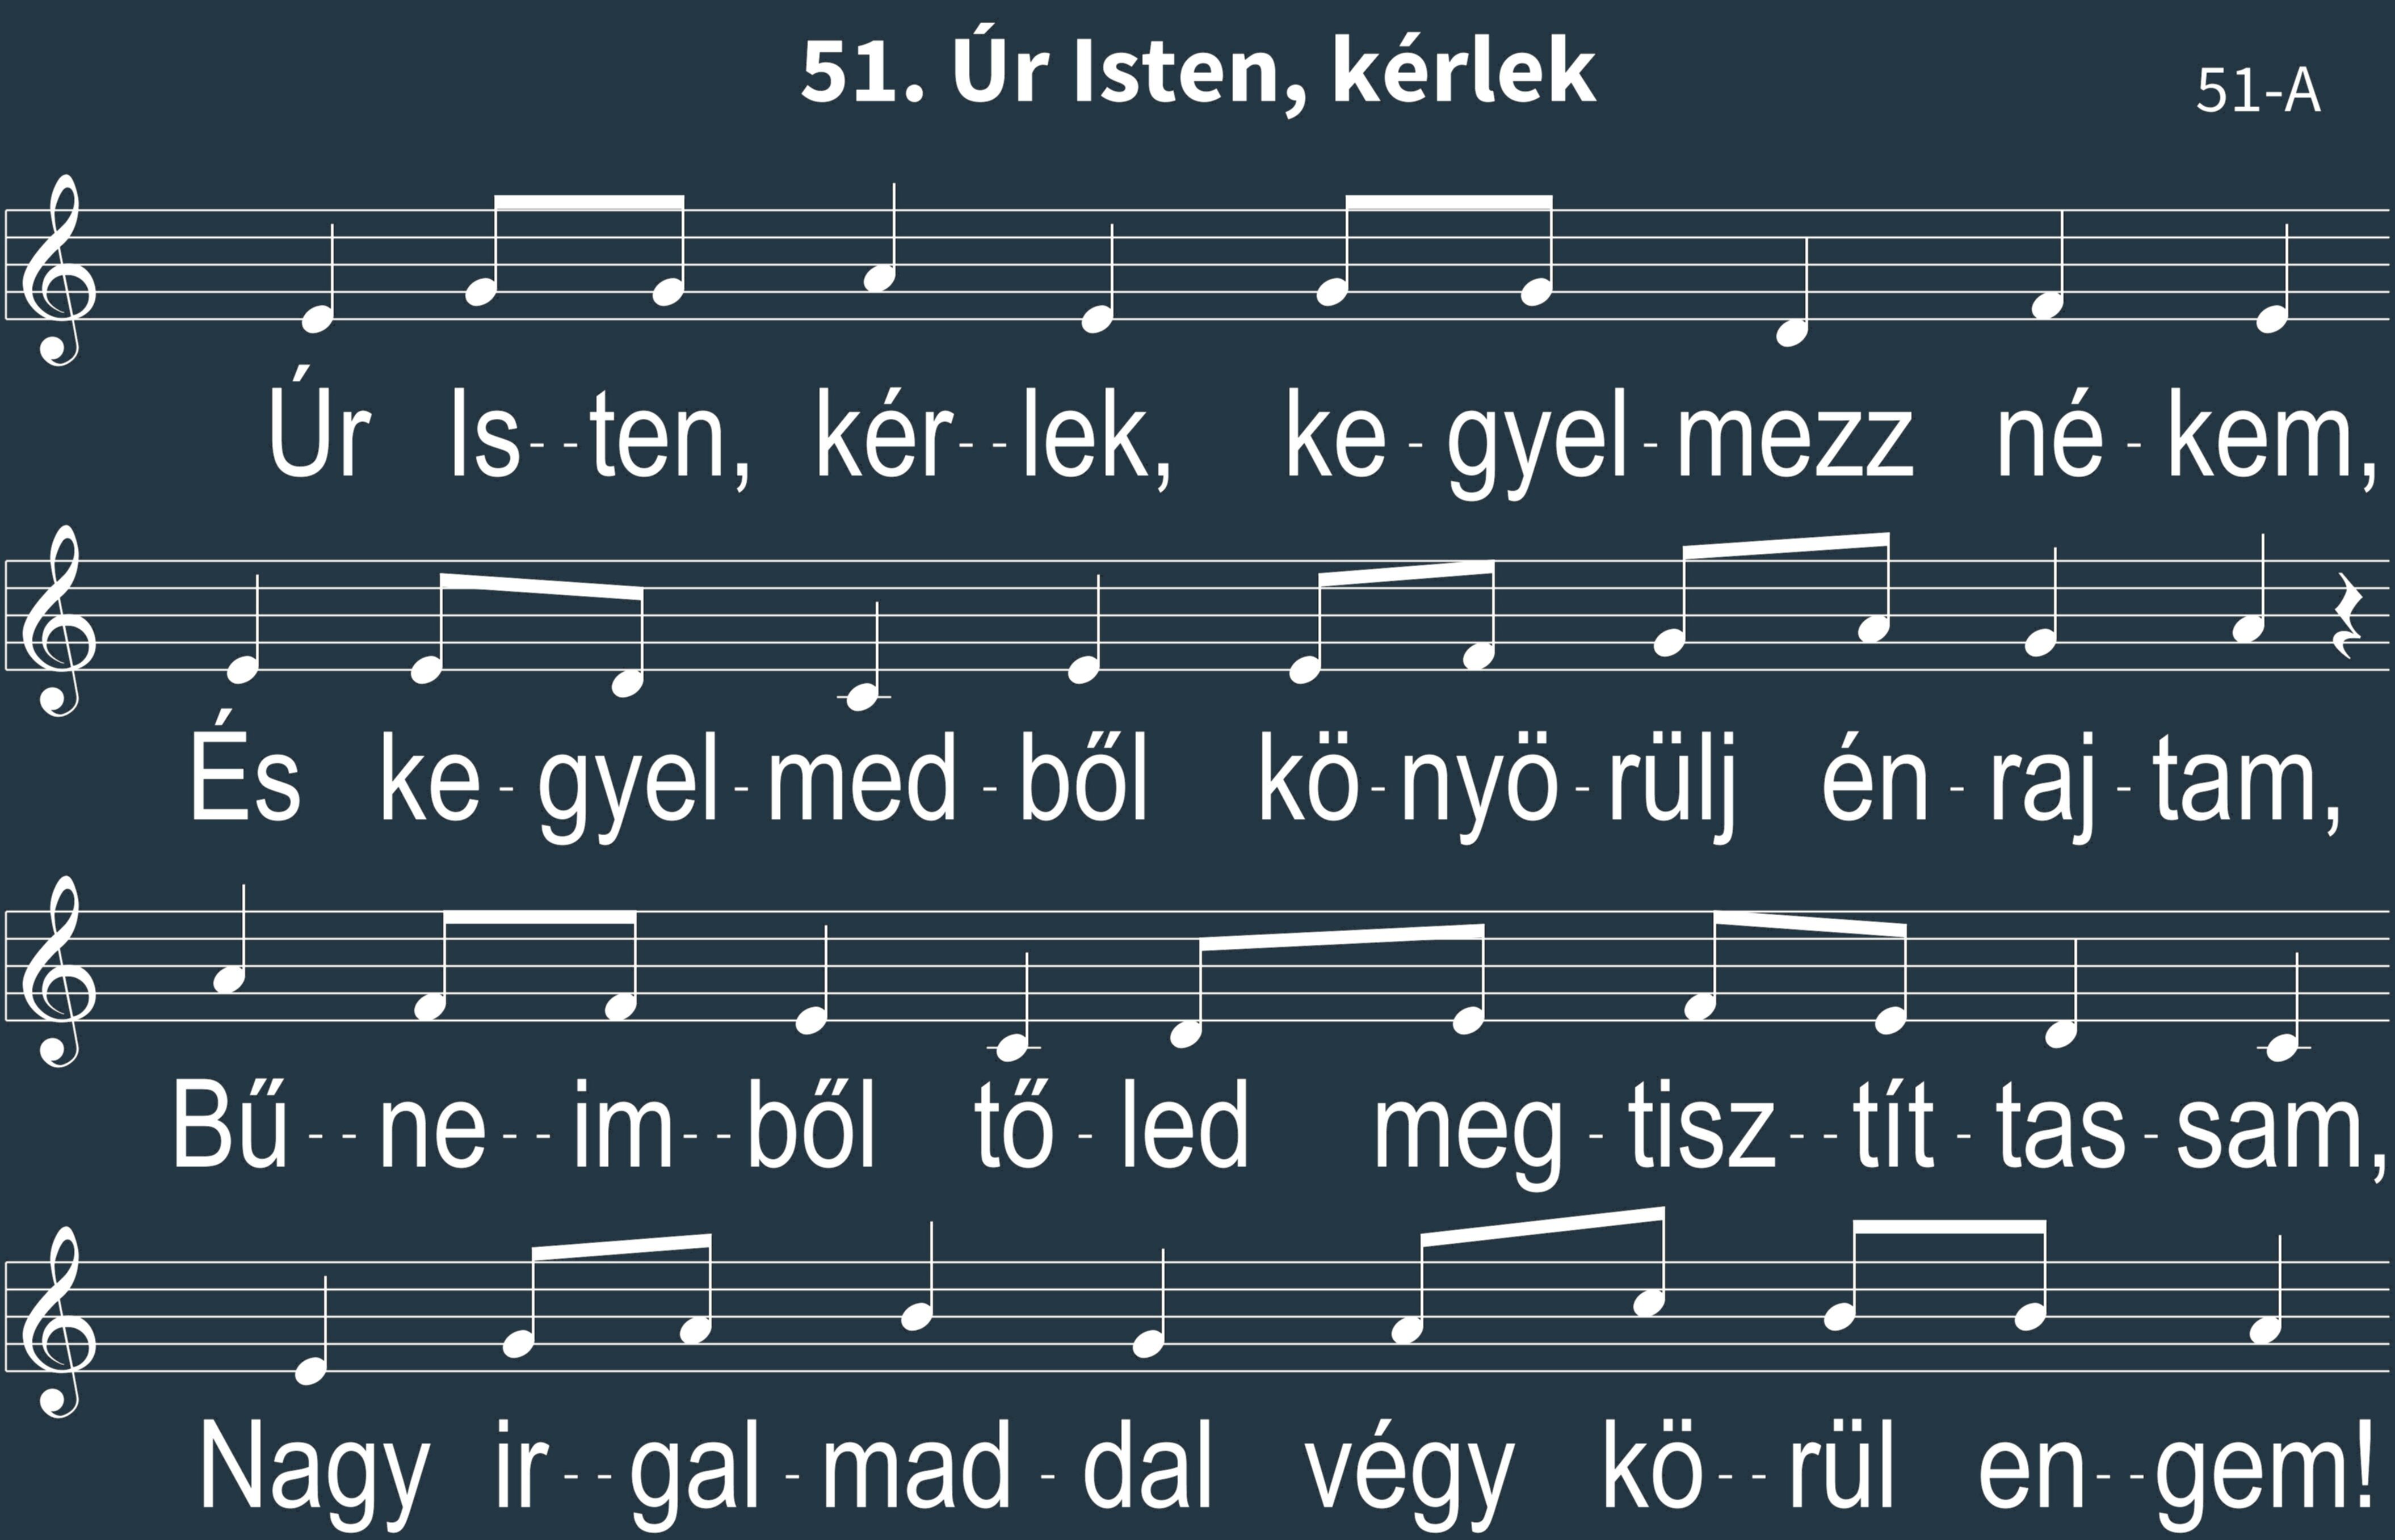 51. Úr Isten, kérlek
51-A
Úr Is--ten, kér--lek, ke-gyel-mezz né-kem,
És ke-gyel-med-ből kö-nyö-rülj én-raj-tam,
Bű--ne--im--ből tő-led meg-tisz--tít-tas-sam,
Nagy ir--gal-mad-dal végy kö--rül en--gem!